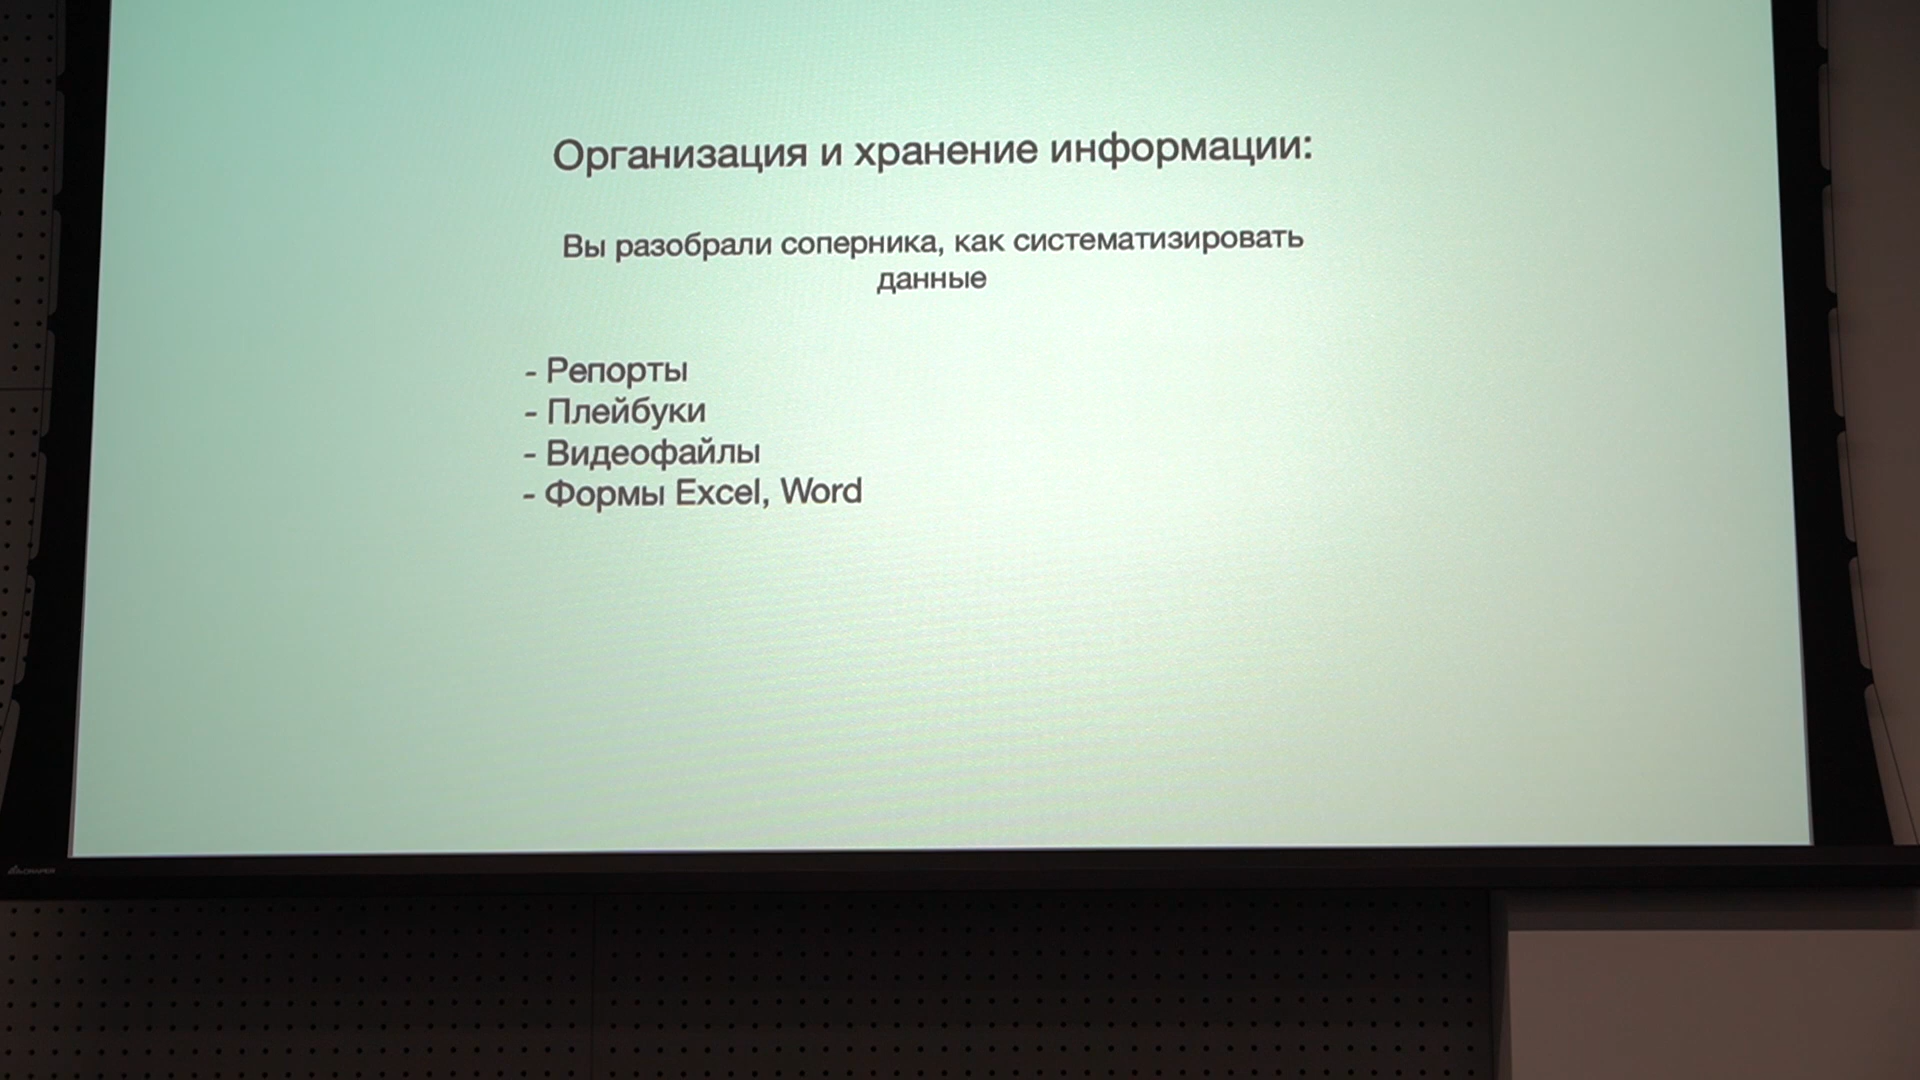 Организация и хранение информации:
Вы разобрали соперника, как систематизировать
данные
- Репорты
- Плейбуки
- Видеофайлы
- Формы Excel, Word